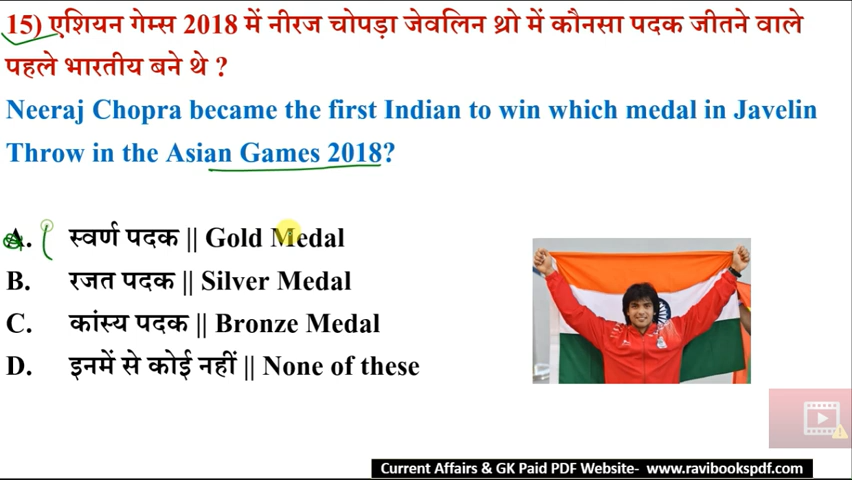 15) एशियन गेम्स 2018 में नीरज चोपड़ा जेवलिन थ्रो में कौनसा पदक जीतने वाले
पहले भारतीय बने थे ?
Neeraj Chopra became the first Indian to win which medal in Javelin
Throw in the Asian Games 2018?
A. स्वर्ण पदक || Gold Medal
B. रजत पदक || Silver Medal
C. कांस्य पदक || Bronze Medal
D. इनमें से कोई नहीं || None of these
Current Affairs & GK Paid PDF Website- www.ravibookspdf.com